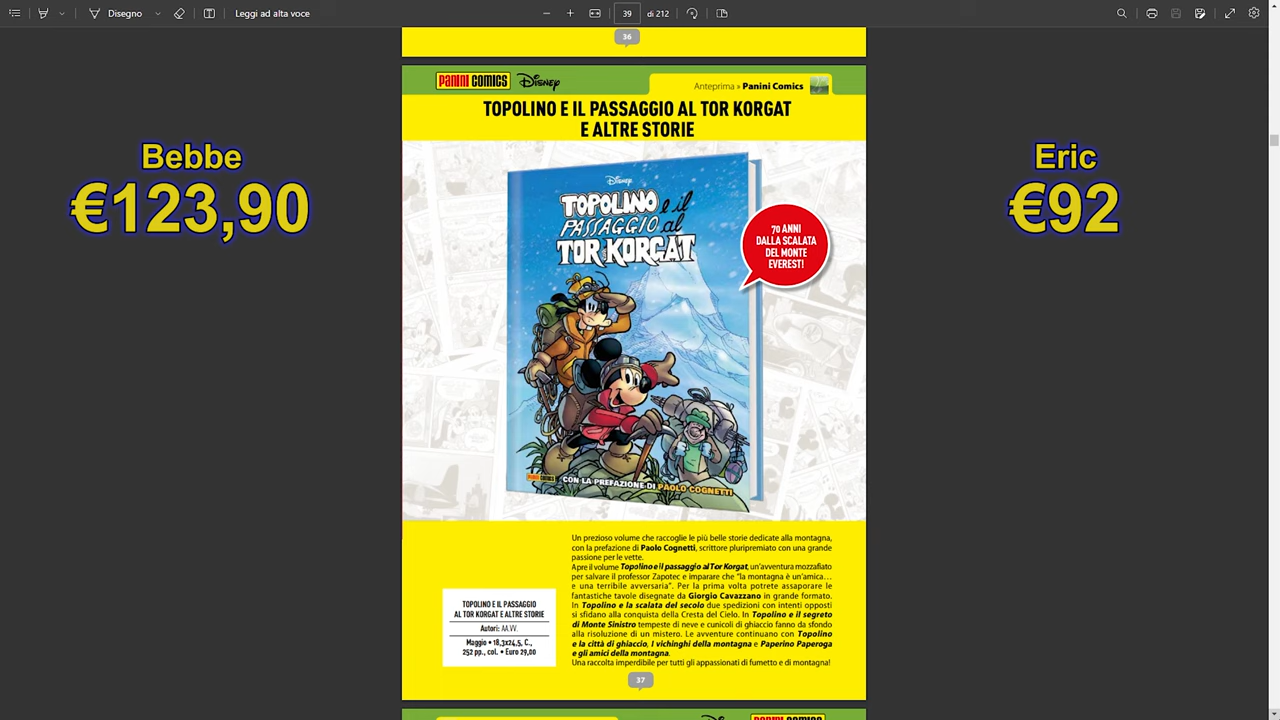 Disegno
Leggi ad alta voce
39
di 212
36
PANINI COMICS
Disney
Anteprima » Panini Comics
TOPOLINO E IL PASSAGGIO AL TOR KORGAT
E ALTRE STORIE
Bebbe
€123,90
Eric
€92
Disney
TOPOLINO e il
PASSAGGIO al
TOR KORGAT
70 ANNI
DALLA SCALATA
DEL MONTE
EVEREST!
PANINI COMICS
CON LA PREFAZIONE DI PAOLO COGNETTI
Un prezioso volume che raccoglie le più belle storie dedicate alla montagna,
con la prefazione di Paolo Cognetti, scrittore pluripremiato con una grande
passione per le vette.
Apre il volume Topolino e il passaggio al Tor Korgat, un'avventura mozzafiato
per salvare il professor Zapotec e imparare che "la montagna è un'amica…
e una terribile avversaria". Per la prima volta potrete assaporare le
fantastiche tavole disegnate da Giorgio Cavazzano in grande formato.
In Topolino e la scalata del secolo due spedizioni con intenti opposti
si sfidano alla conquista della Cresta del Cielo. In Topolino e il segreto
di Monte Sinistro tempeste di neve e cunicoli di ghiaccio fanno da sfondo
alla risoluzione di un mistero. Le avventure continuano con Topolino
e la città di ghiaccio, I vichinghi della montagna e Paperino Paperoga
e gli amici della montagna.
Una raccolta imperdibile per tutti gli appassionati di fumetto e di montagna!
TOPOLINO E IL PASSAGGIO
AL TOR KORGAT E ALTRE STORIE
Autori: AA.VV.
Maggio • 18,3x24,5, C.,
252 pp., col. • Euro 29,00
37
Disney
PANINI COMICS